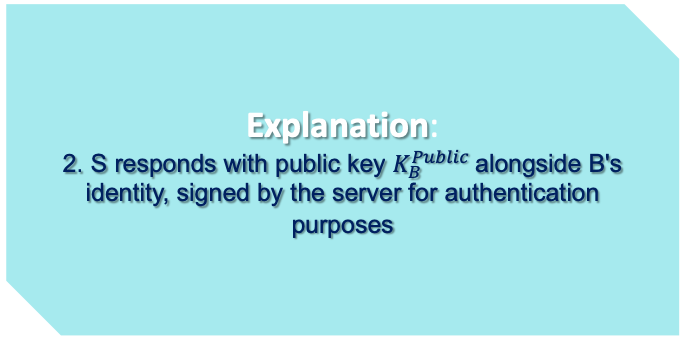 Explanation:
2. S responds with public key $K_B^{Public}$ alongside B's
identity, signed by the server for authentication
purposes